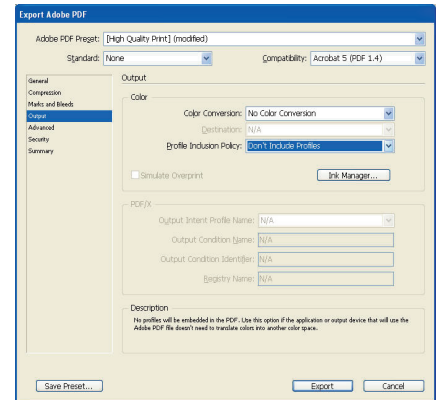 Export Adobe PDF
Adobe PDF Preset: [High Quality Print] (modified)
Standard: None Compatibility: Acrobat 5 (PDF 1.4)
General
Compression
Marks and Bleeds
Output
Advanced
Security
Summary
Output
Color
Color Conversion: No Color Conversion
Destination: N/A
Profile Inclusion Policy: Don't Include Profiles
Simulate Overprint Ink Manager...
PDF/X
Output Intent Profile Name: N/A
Output Condition Name: N/A
Output Condition Identifier: N/A
Registry Name: N/A
Description
No profiles will be embedded in the PDF. Use this option if the application or output device that will use the
Adobe PDF file doesn't need to translate colors into another color space.
Save Preset... Export Cancel